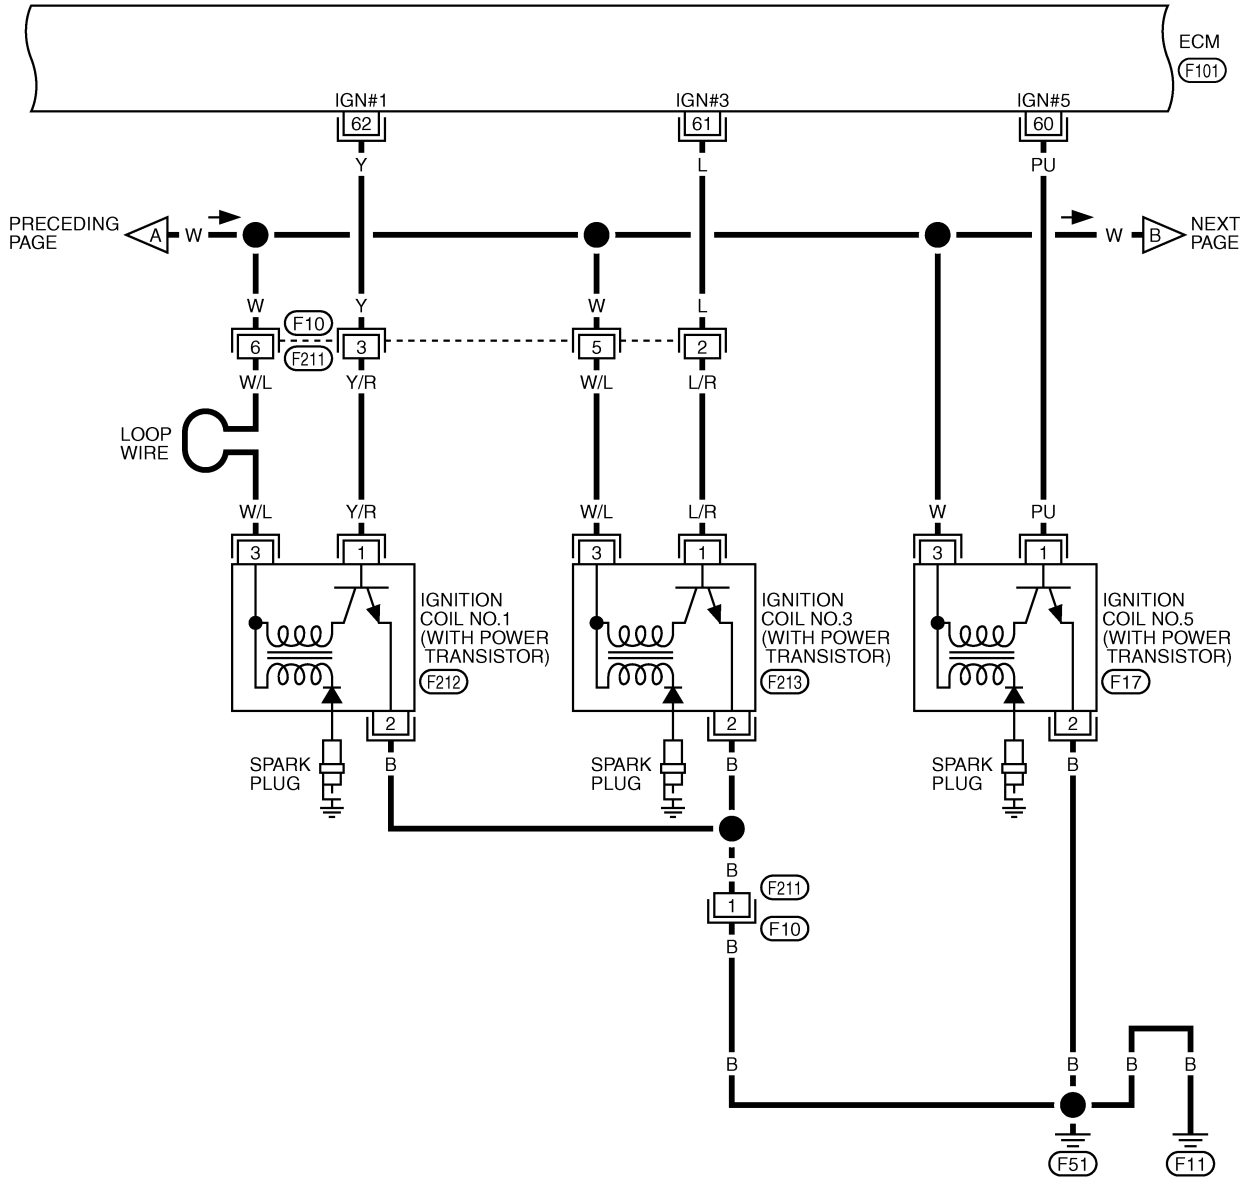 ECM
F101
IGN#1
IGN#3
IGN#5
62
61
60
Y
L
PU
PRECEDING
PAGE
A
W
W
B
NEXT
PAGE
W
Y
W
L
F10
6
3
5
2
F211
W/L
Y/R
W/L
L/R
LOOP
WIRE
W/L
Y/R
W/L
L/R
W
PU
3
1
3
1
3
1
IGNITION
COIL NO.1
(WITH POWER
TRANSISTOR)
F212
IGNITION
COIL NO.3
(WITH POWER
TRANSISTOR)
F213
IGNITION
COIL NO.5
(WITH POWER
TRANSISTOR)
F17
2
2
2
SPARK
PLUG
B
SPARK
PLUG
B
SPARK
PLUG
B
B
F211
1
F10
B
B
B
B
B
F51
F11